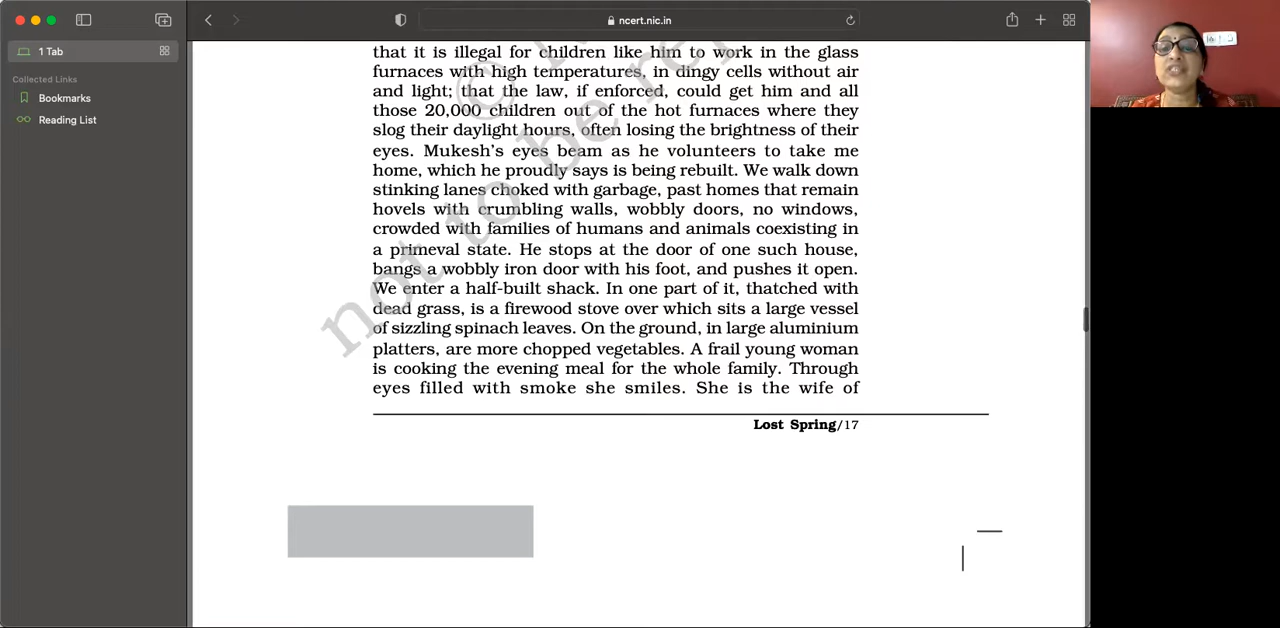 ncert.nic.in
1 Tab
Collected Links
Bookmarks
Reading List
that it is illegal for children like him to work in the glass
furnaces with high temperatures, in dingy cells without air
and light; that the law, if enforced, could get him and all
those 20,000 children out of the hot furnaces where they
slog their daylight hours, often losing the brightness of their
eyes. Mukesh's eyes beam as he volunteers to take me
home, which he proudly says is being rebuilt. We walk down
stinking lanes choked with garbage, past homes that remain
hovels with crumbling walls, wobbly doors, no windows,
crowded with families of humans and animals coexisting in
a primeval state. He stops at the door of one such house,
bangs a wobbly iron door with his foot, and pushes it open.
We enter a half-built shack. In one part of it, thatched with
dead grass, is a firewood stove over which sits a large vessel
of sizzling spinach leaves. On the ground, in large aluminium
platters, are more chopped vegetables. A frail young woman
is cooking the evening meal for the whole family. Through
eyes filled with smoke she smiles. She is the wife of
Lost Spring/17
not to be rep
©